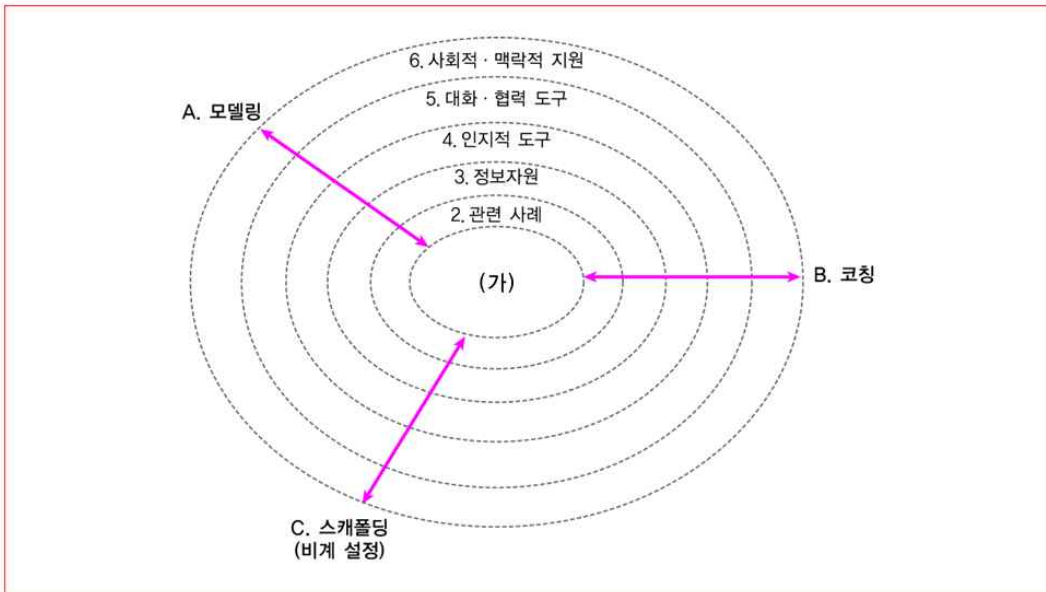 6. 사회적 · 맥락적 지원
5. 대화 · 협력 도구
A. 모델링
4. 인지적 도구
3. 정보자원
2. 관련 사례
(가)
B. 코칭
C. 스캐폴딩
(비계 설정)